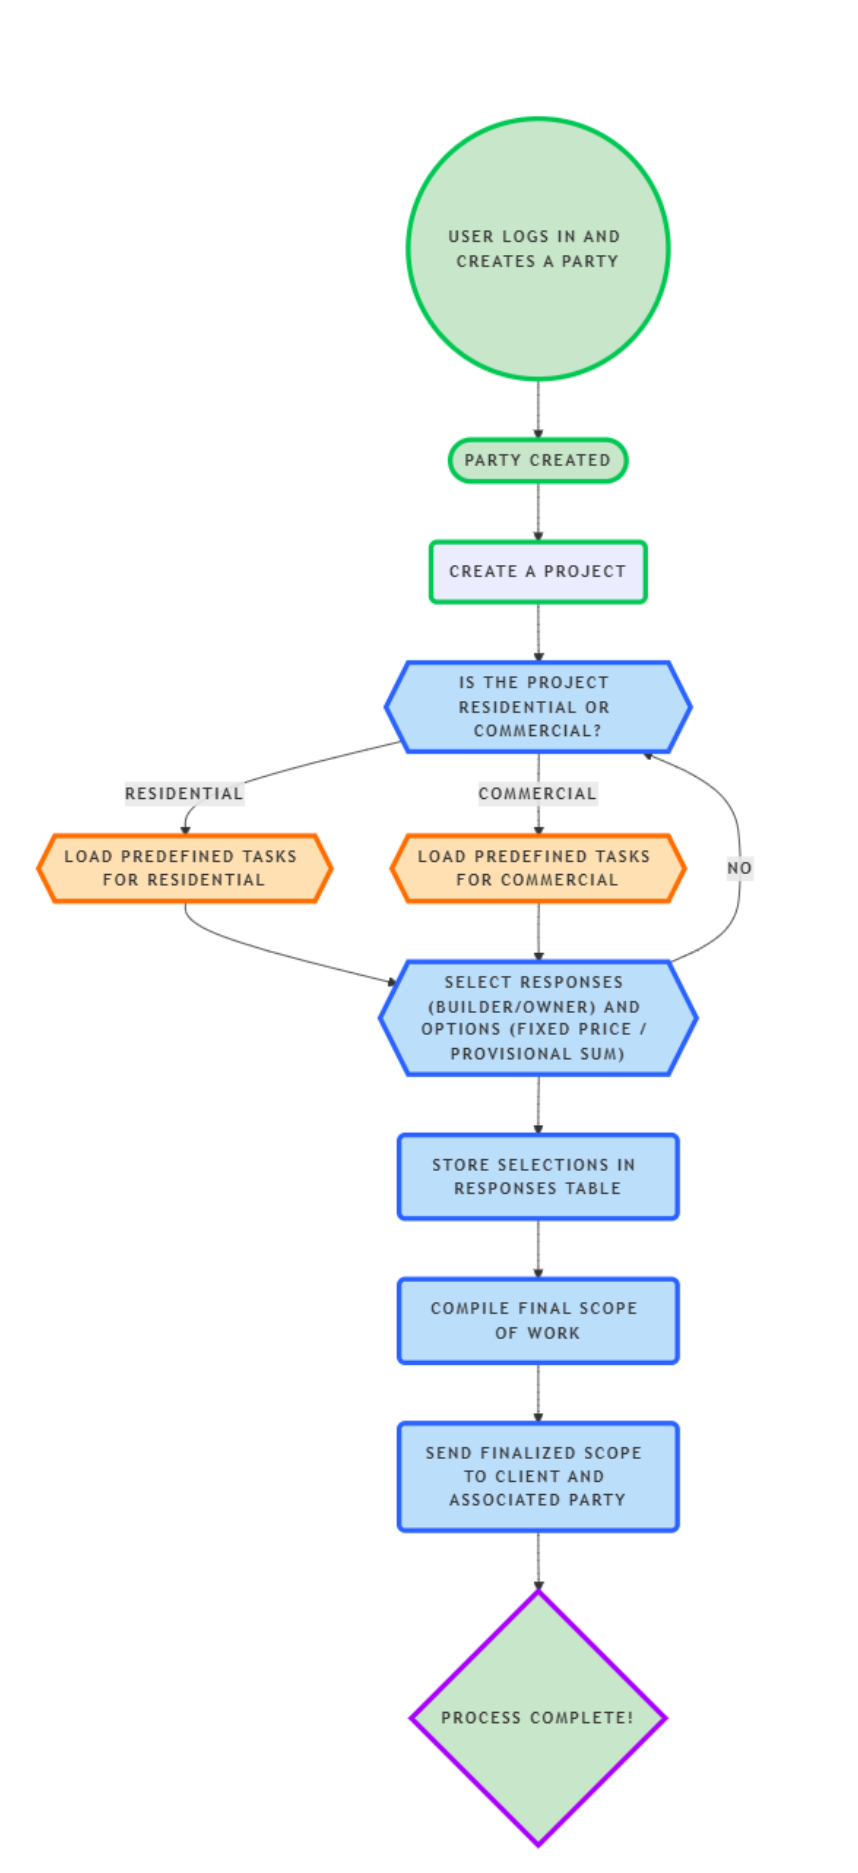 USER LOGS IN AND
CREATES A PARTY
PARTY CREATED
CREATE A PROJECT
IS THE PROJECT
RESIDENTIAL OR
COMMERCIAL?
RESIDENTIAL
COMMERCIAL
LOAD PREDEFINED TASKS
FOR RESIDENTIAL
LOAD PREDEFINED TASKS
FOR COMMERCIAL
NO
SELECT RESPONSES
(BUILDER/OWNER) AND
OPTIONS (FIXED PRICE /
PROVISIONAL SUM)
STORE SELECTIONS IN
RESPONSES TABLE
COMPILE FINAL SCOPE
OF WORK
SEND FINALIZED SCOPE
TO CLIENT AND
ASSOCIATED PARTY
PROCESS COMPLETE!